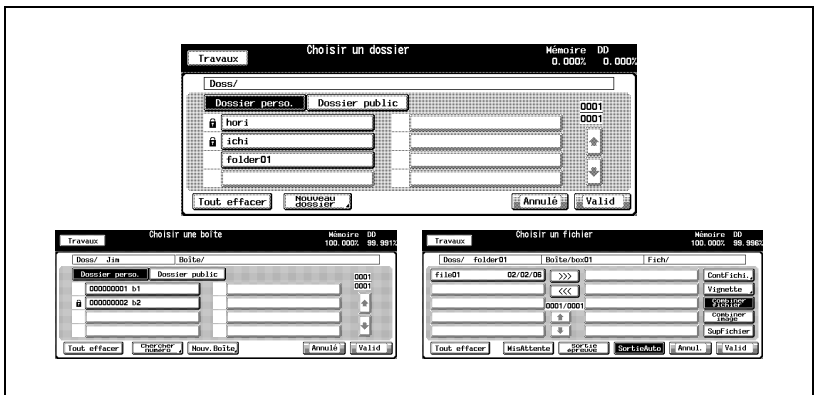 Travaux Choisir un dossier Mémoire DD
0.000% 0.000%
Doss/
Dossier perso. Dossier public 0001
0001
hori
ichi
folder01
Tout effacer Nouveau dossier Annulé Valid
Travaux Choisir une boîte Mémoire DD
100.000% 99.991%
Doss/ Jim Boîte/
Dossier perso. Dossier public 0001
0001
000000001 b1
000000002 b2
Tout effacer Chercher numéro Nouv.Boîte Annulé Valid
Travaux Choisir un fichier Mémoire DD
100.000% 99.996%
Doss/ folder01 Boîte/box01 Fich/
file01 02/02/06 >>> ContFichi.
<<< Vignette
0001/0001 Combiner fichier
Combiner image
SupFichier
Tout effacer MisAttente Sortie épreuve SortieAuto Annul. Valid